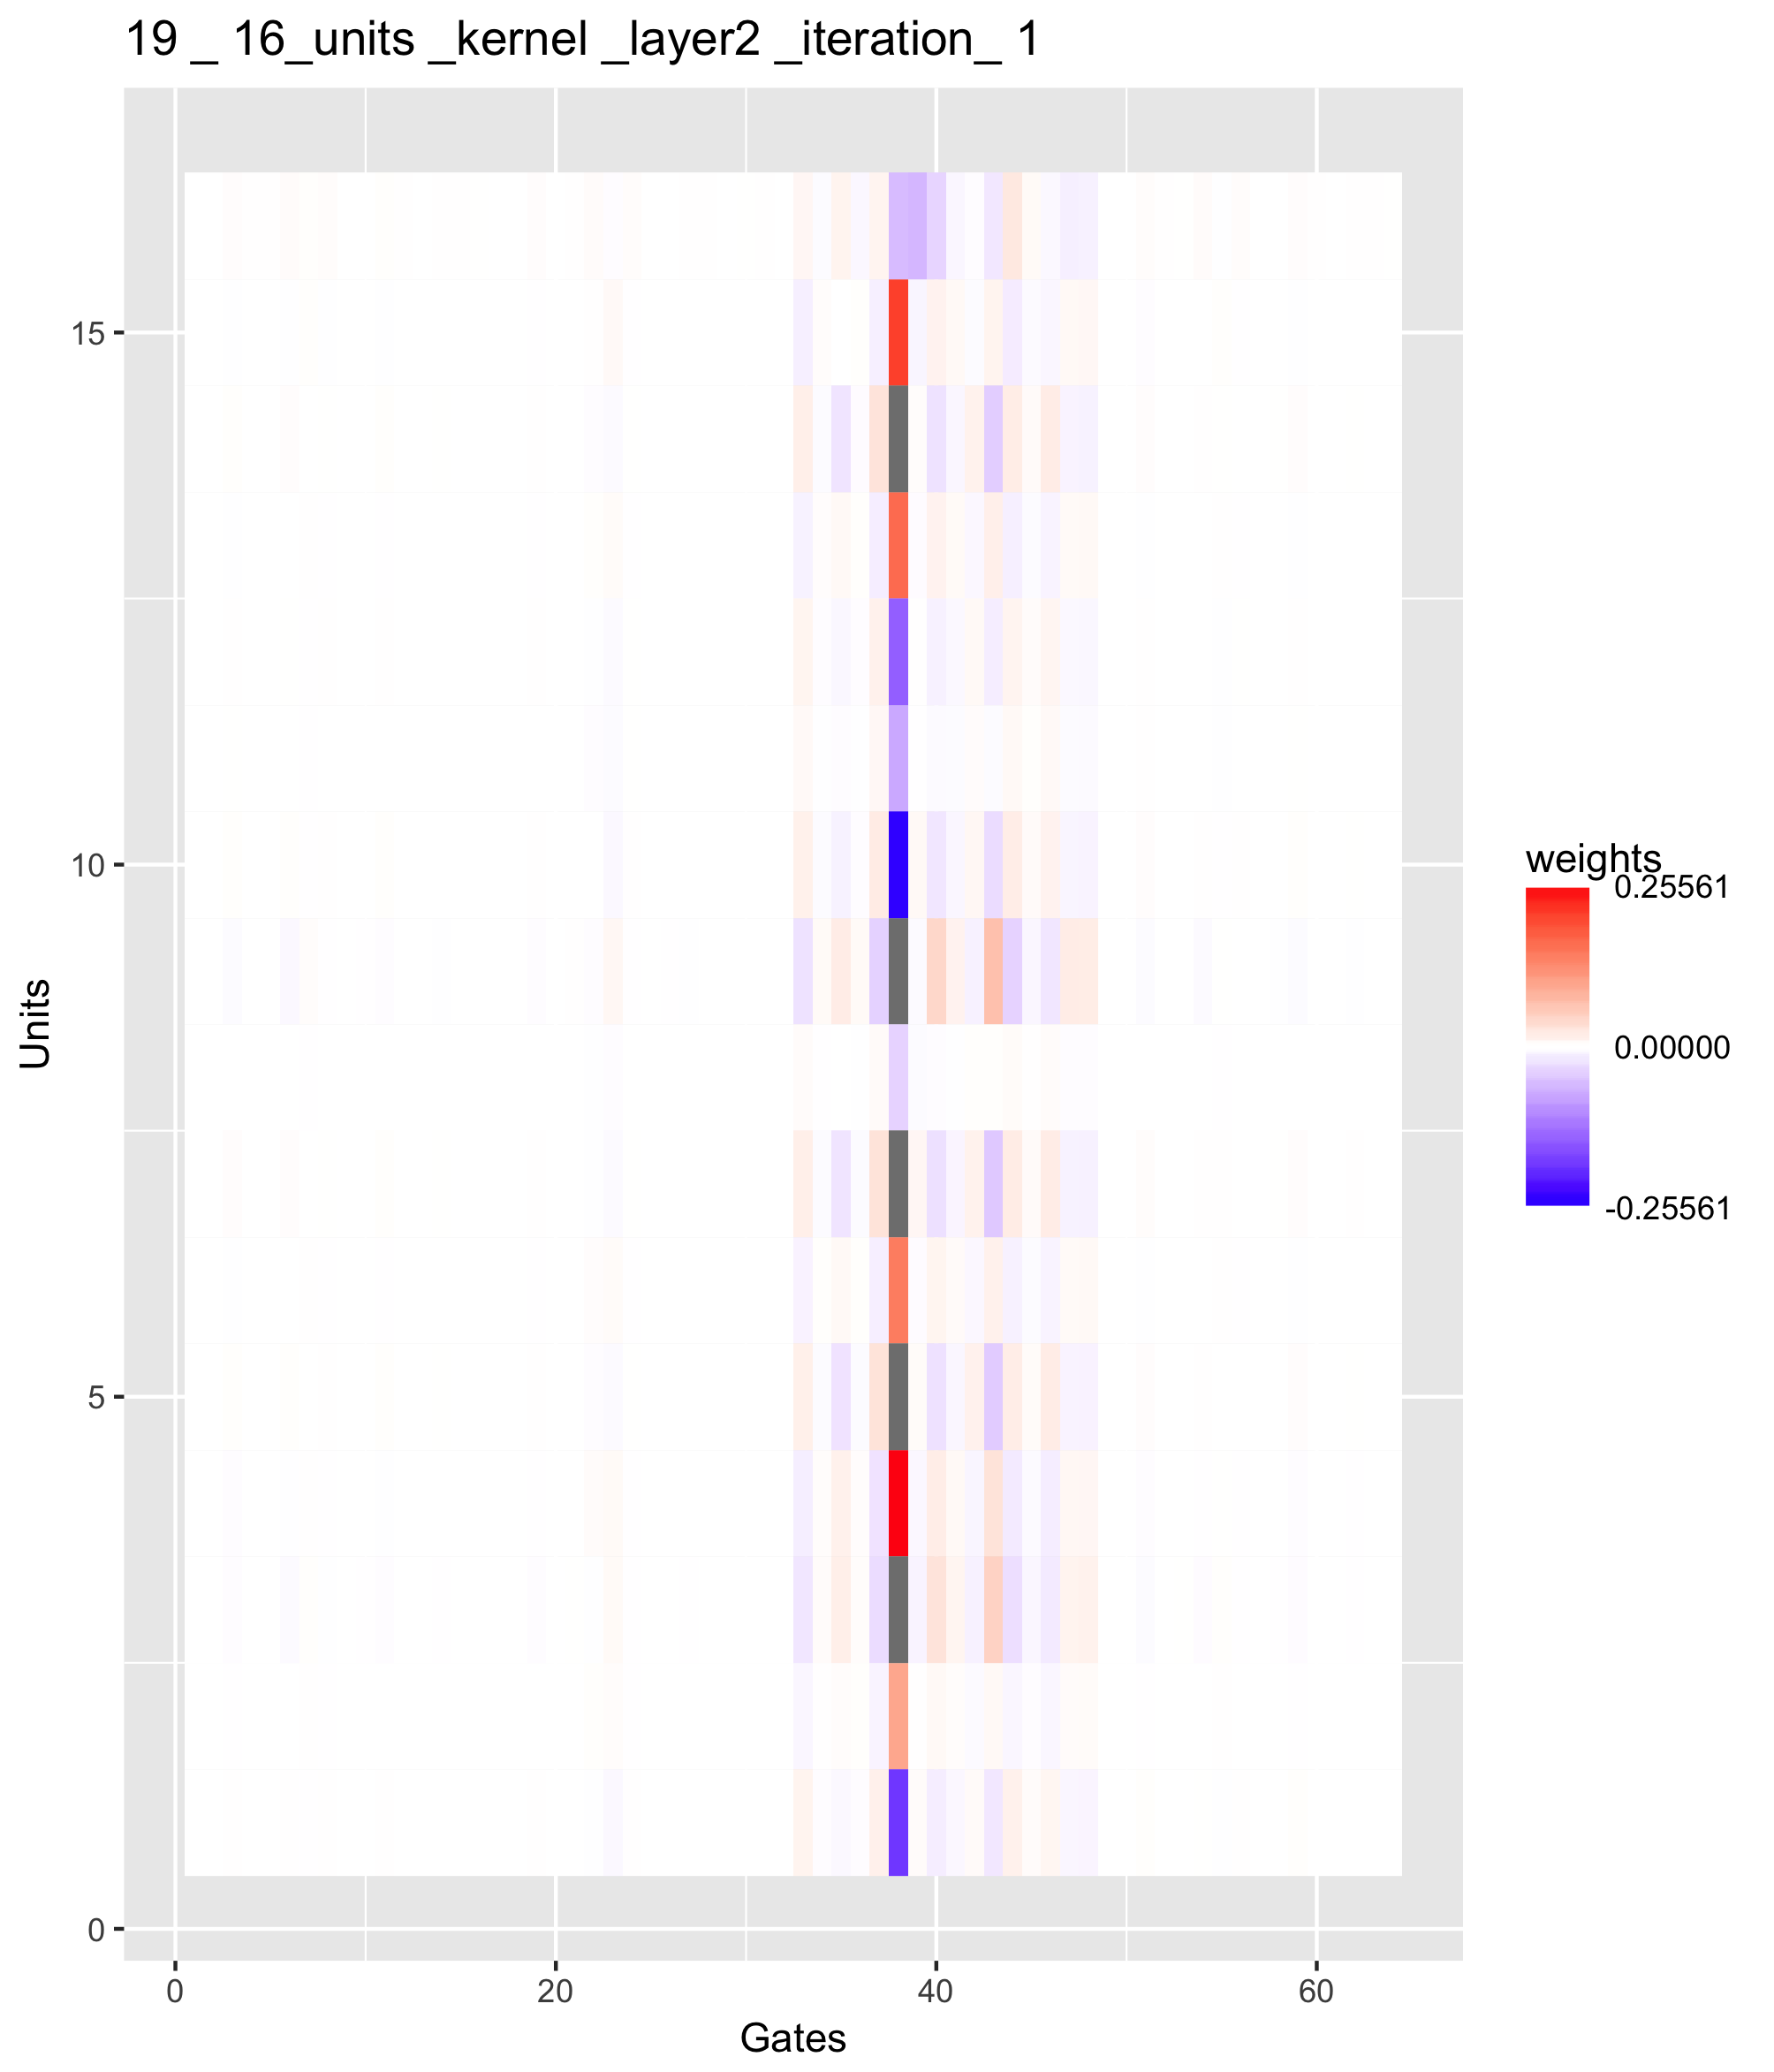 19 _ 16_units _kernel _layer2 _iteration_ 1
15
10
5
0
Units
0 20 40 60
Gates
weights
0.25561
0.00000
-0.25561